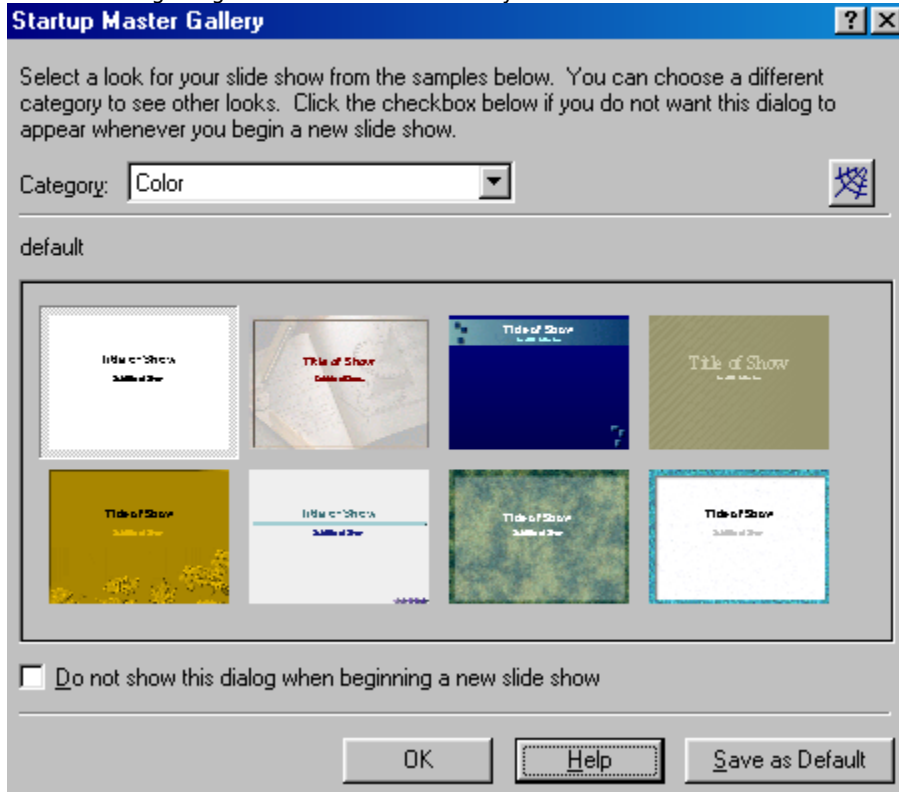 Startup Master Gallery
Select a look for your slide show from the samples below. You can choose a different
category to see other looks. Click the checkbox below if you do not want this dialog to
appear whenever you begin a new slide show.
Category: Color
default
Title of Show Title of Show Title of Show Title of Show
Title of Show Title of Show Title of Show Title of Show
Do not show this dialog when beginning a new slide show
OK Help Save as Default